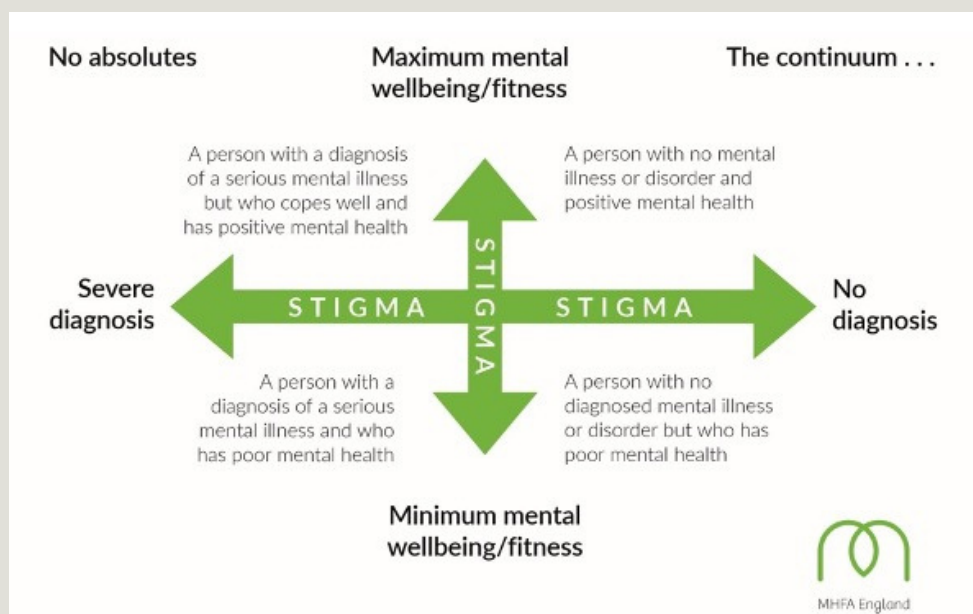 No absolutes
Maximum mental
wellbeing/fitness
The continuum . . .
A person with a diagnosis
of a serious mental illness
but who copes well and
has positive mental health
A person with no mental
illness or disorder and
positive mental health
Severe
diagnosis
STIGMA
STIGMA
STIGMA
No
diagnosis
A person with a
diagnosis of a serious
mental illness and who
has poor mental health
A person with no
diagnosed mental illness
or disorder but who has
poor mental health
Minimum mental
wellbeing/fitness
MHFA England